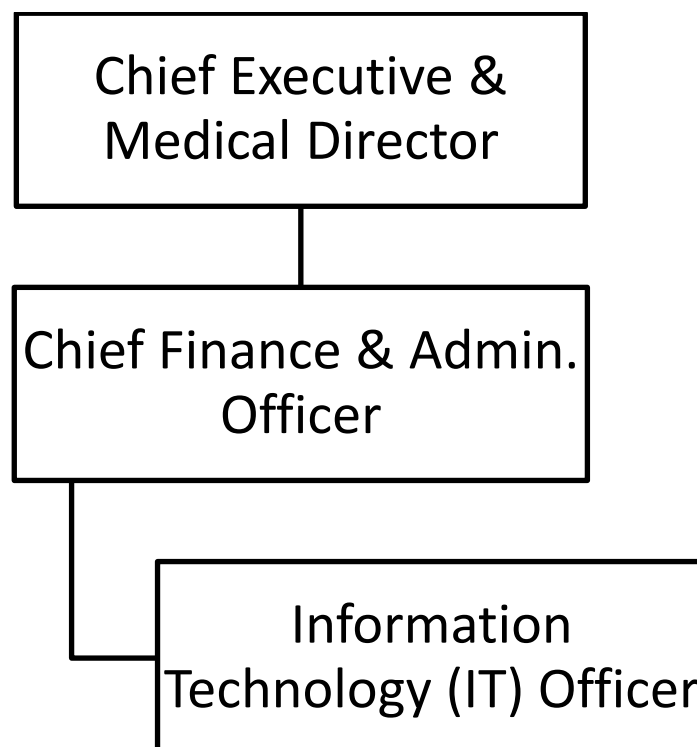 Chief Executive &
Medical Director
Chief Finance & Admin.
Officer
Information
Technology (IT) Officer